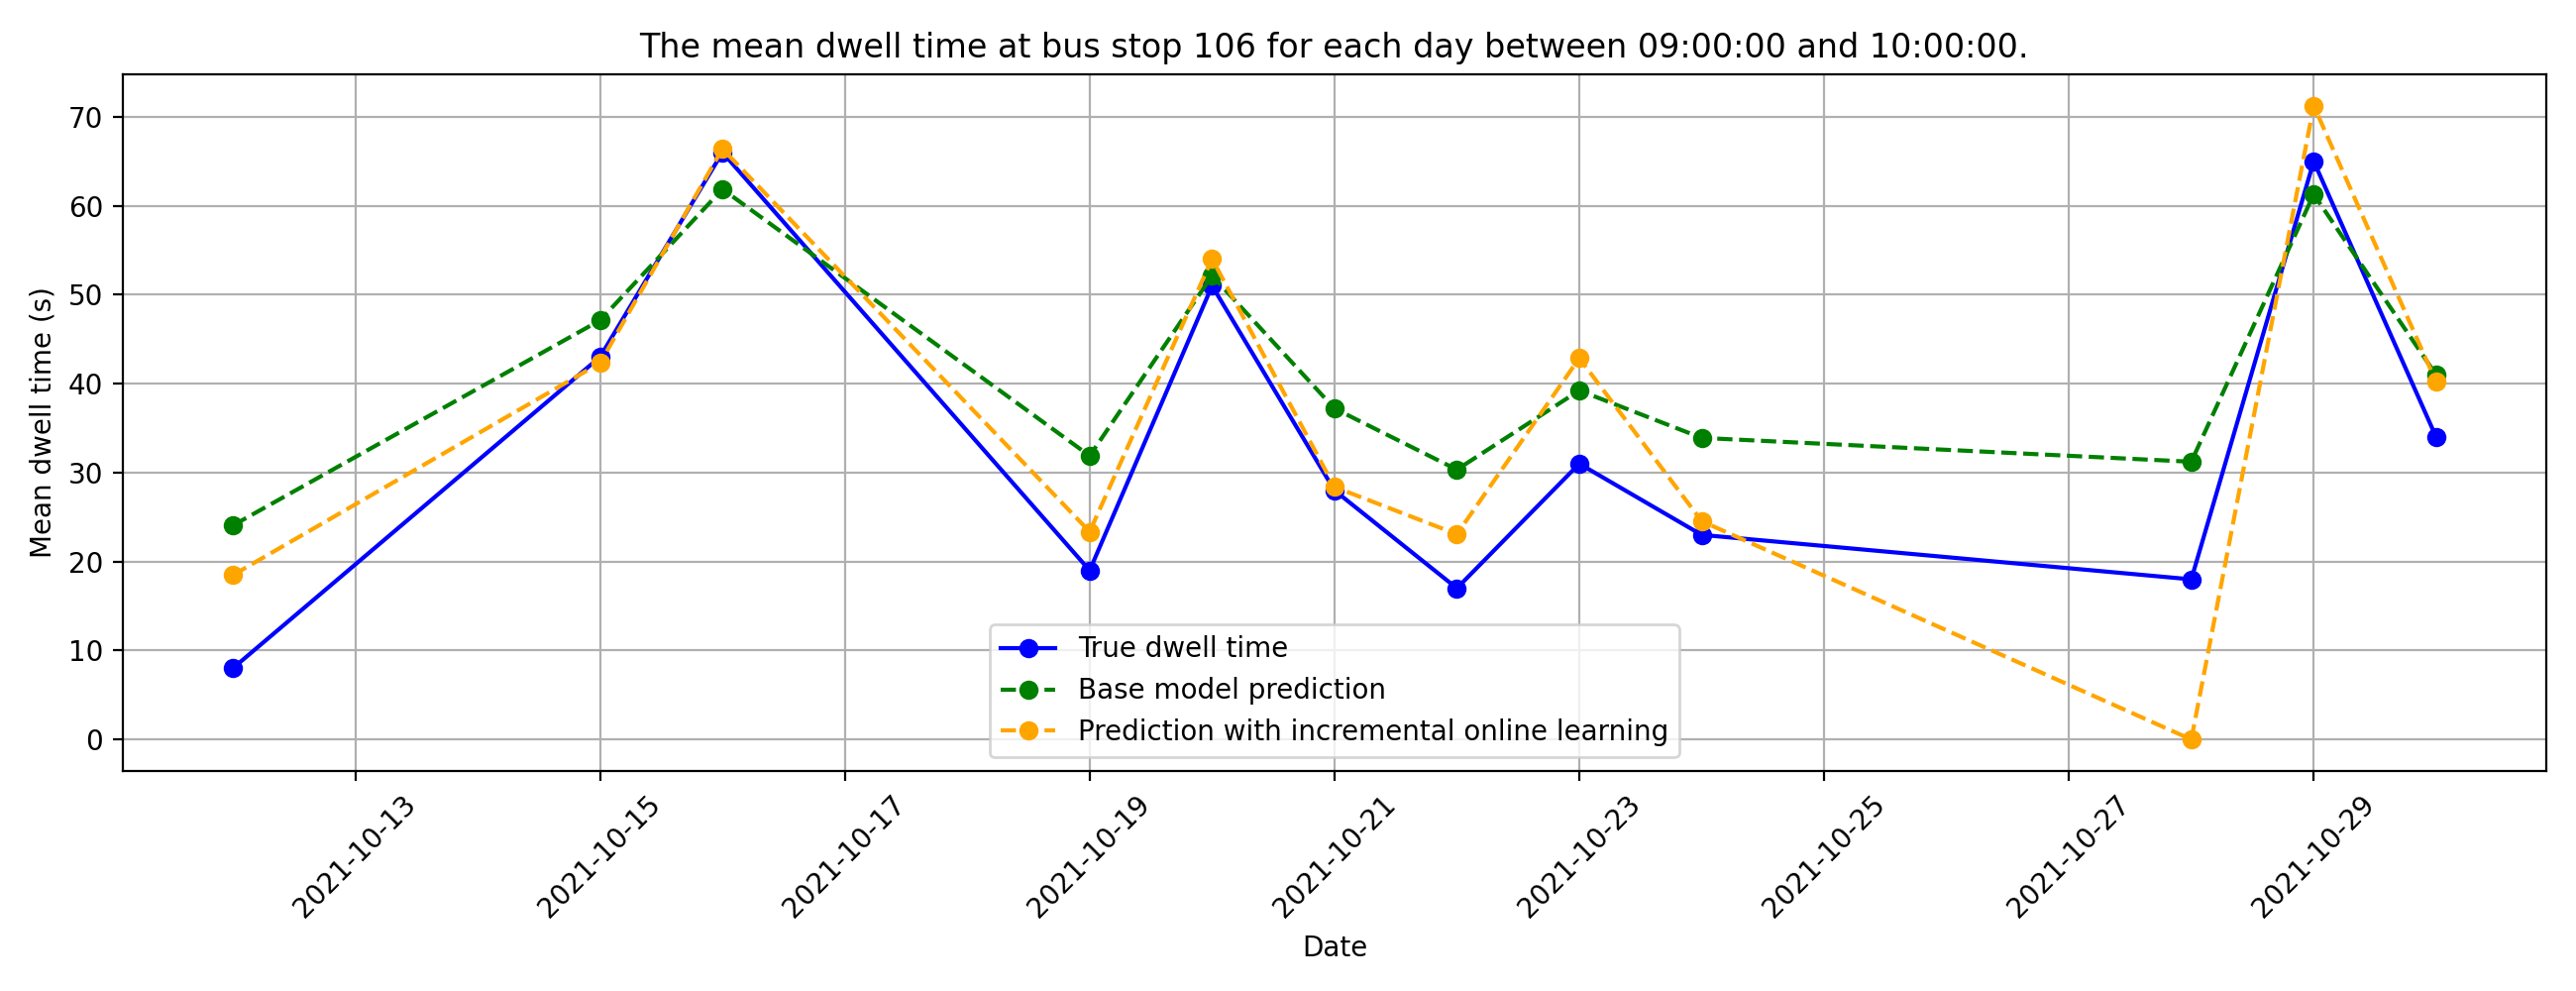 The mean dwell time at bus stop 106 for each day between 09:00:00 and 10:00:00.
Mean dwell time (s)
70
60
50
40
30
20
10
0
True dwell time
Base model prediction
Prediction with incremental online learning
2021-10-13
2021-10-15
2021-10-17
2021-10-19
2021-10-21
2021-10-23
2021-10-25
2021-10-27
2021-10-29
Date